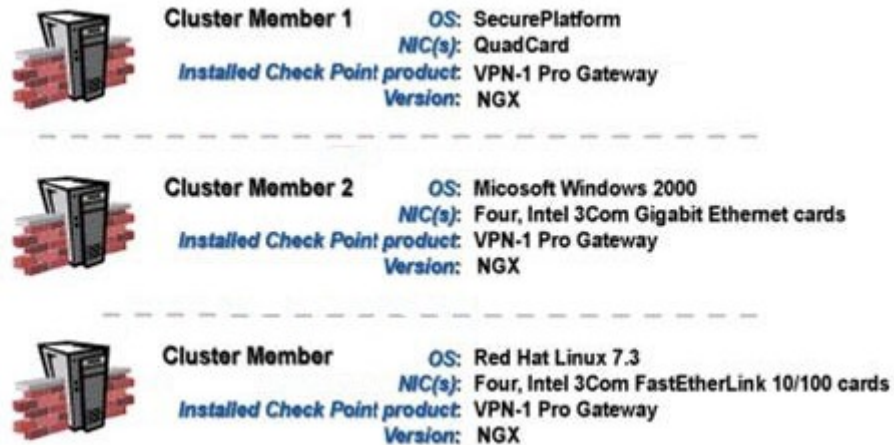 Cluster Member 1 OS: SecurePlatform
NIC(s): QuadCard
Installed Check Point product: VPN-1 Pro Gateway
Version: NGX
Cluster Member 2 OS: Micosoft Windows 2000
NIC(s): Four, Intel 3Com Gigabit Ethernet cards
Installed Check Point product: VPN-1 Pro Gateway
Version: NGX
Cluster Member OS: Red Hat Linux 7.3
NIC(s): Four, Intel 3Com FastEtherLink 10/100 cards
Installed Check Point product: VPN-1 Pro Gateway
Version: NGX